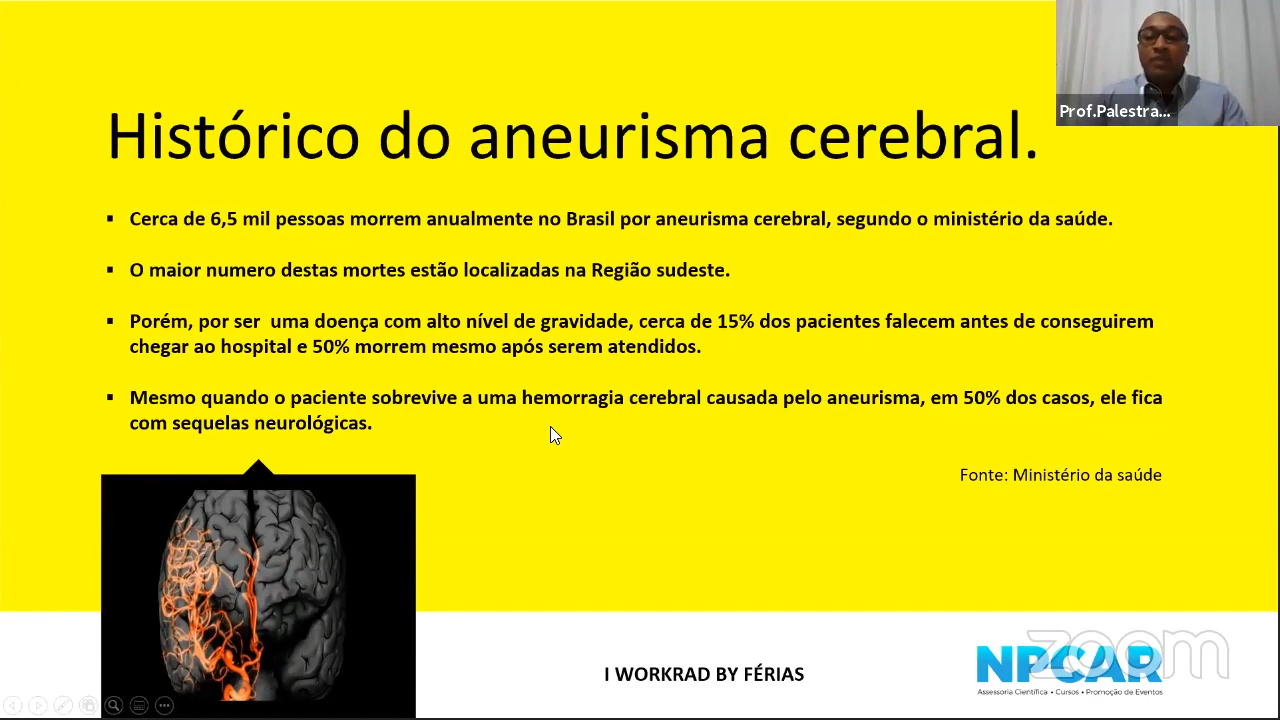 Prof.Palestra...
Histórico do aneurisma cerebral.
▪ Cerca de 6,5 mil pessoas morrem anualmente no Brasil por aneurisma cerebral, segundo o ministério da saúde.
▪ O maior numero destas mortes estão localizadas na Região sudeste.
▪ Porém, por ser  uma doença com alto nível de gravidade, cerca de 15% dos pacientes falecem antes de conseguirem
chegar ao hospital e 50% morrem mesmo após serem atendidos.
▪ Mesmo quando o paciente sobrevive a uma hemorragia cerebral causada pelo aneurisma, em 50% dos casos, ele fica
com sequelas neurológicas.
Fonte: Ministério da saúde
I WORKRAD BY FÉRIAS
NPCAR
zoom
Assessoria Científica • Cursos • Promoção de Eventos